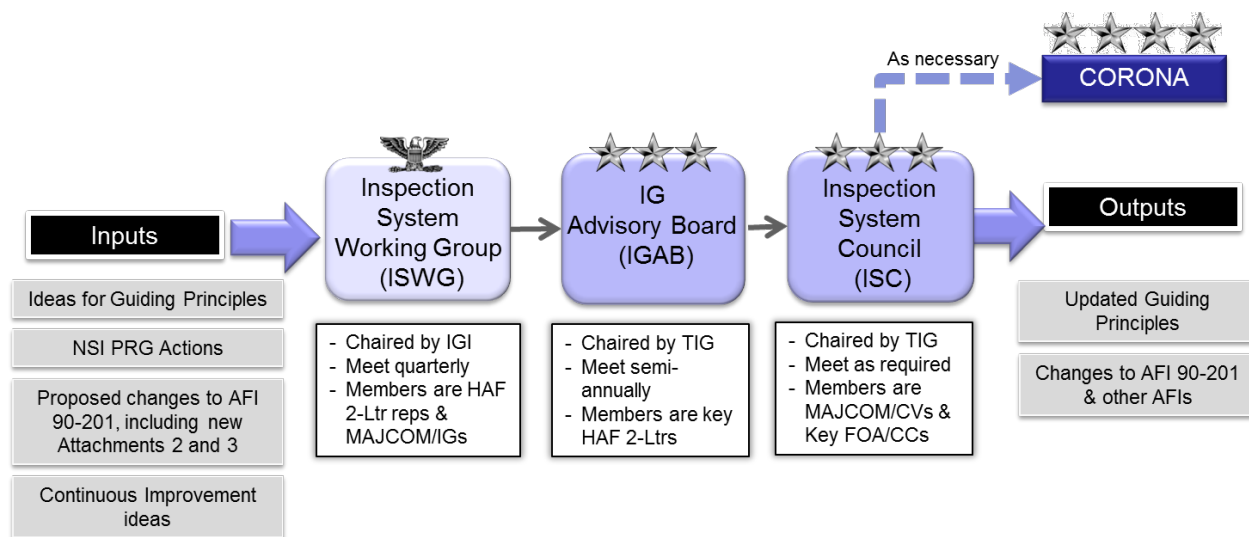 As necessary
CORONA
Inputs
Ideas for Guiding Principles
NSI PRG Actions
Proposed changes to AFI
90-201, including new
Attachments 2 and 3
Continuous Improvement
ideas
Inspection
System
Working Group
(ISWG)
- Chaired by IGI
- Meet quarterly
- Members are HAF
2-Ltr reps &
MAJCOM/IGs
IG
Advisory Board
(IGAB)
- Chaired by TIG
- Meet semi-
annually
- Members are key
HAF 2-Ltrs
Inspection
System
Council
(ISC)
- Chaired by TIG
- Meet as required
- Members are
MAJCOM/CVs &
Key FOA/CCs
Outputs
Updated Guiding
Principles
Changes to AFI 90-201
& other AFIs